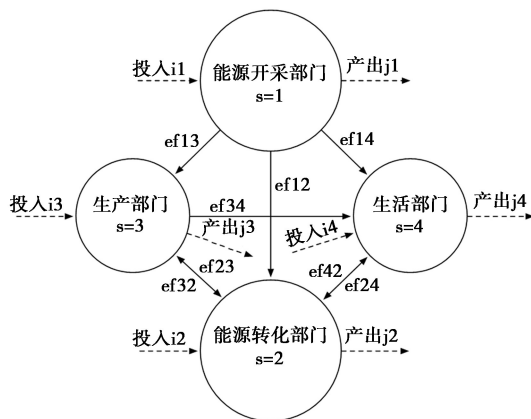 能源开采部门
s=1
投入i1
产出j1
ef13
ef14
ef12
投入i3
生产部门
s=3
ef34
产出j3
投入i4
生活部门
s=4
产出j4
ef23
ef32
ef42
ef24
投入i2
能源转化部门
s=2
产出j2